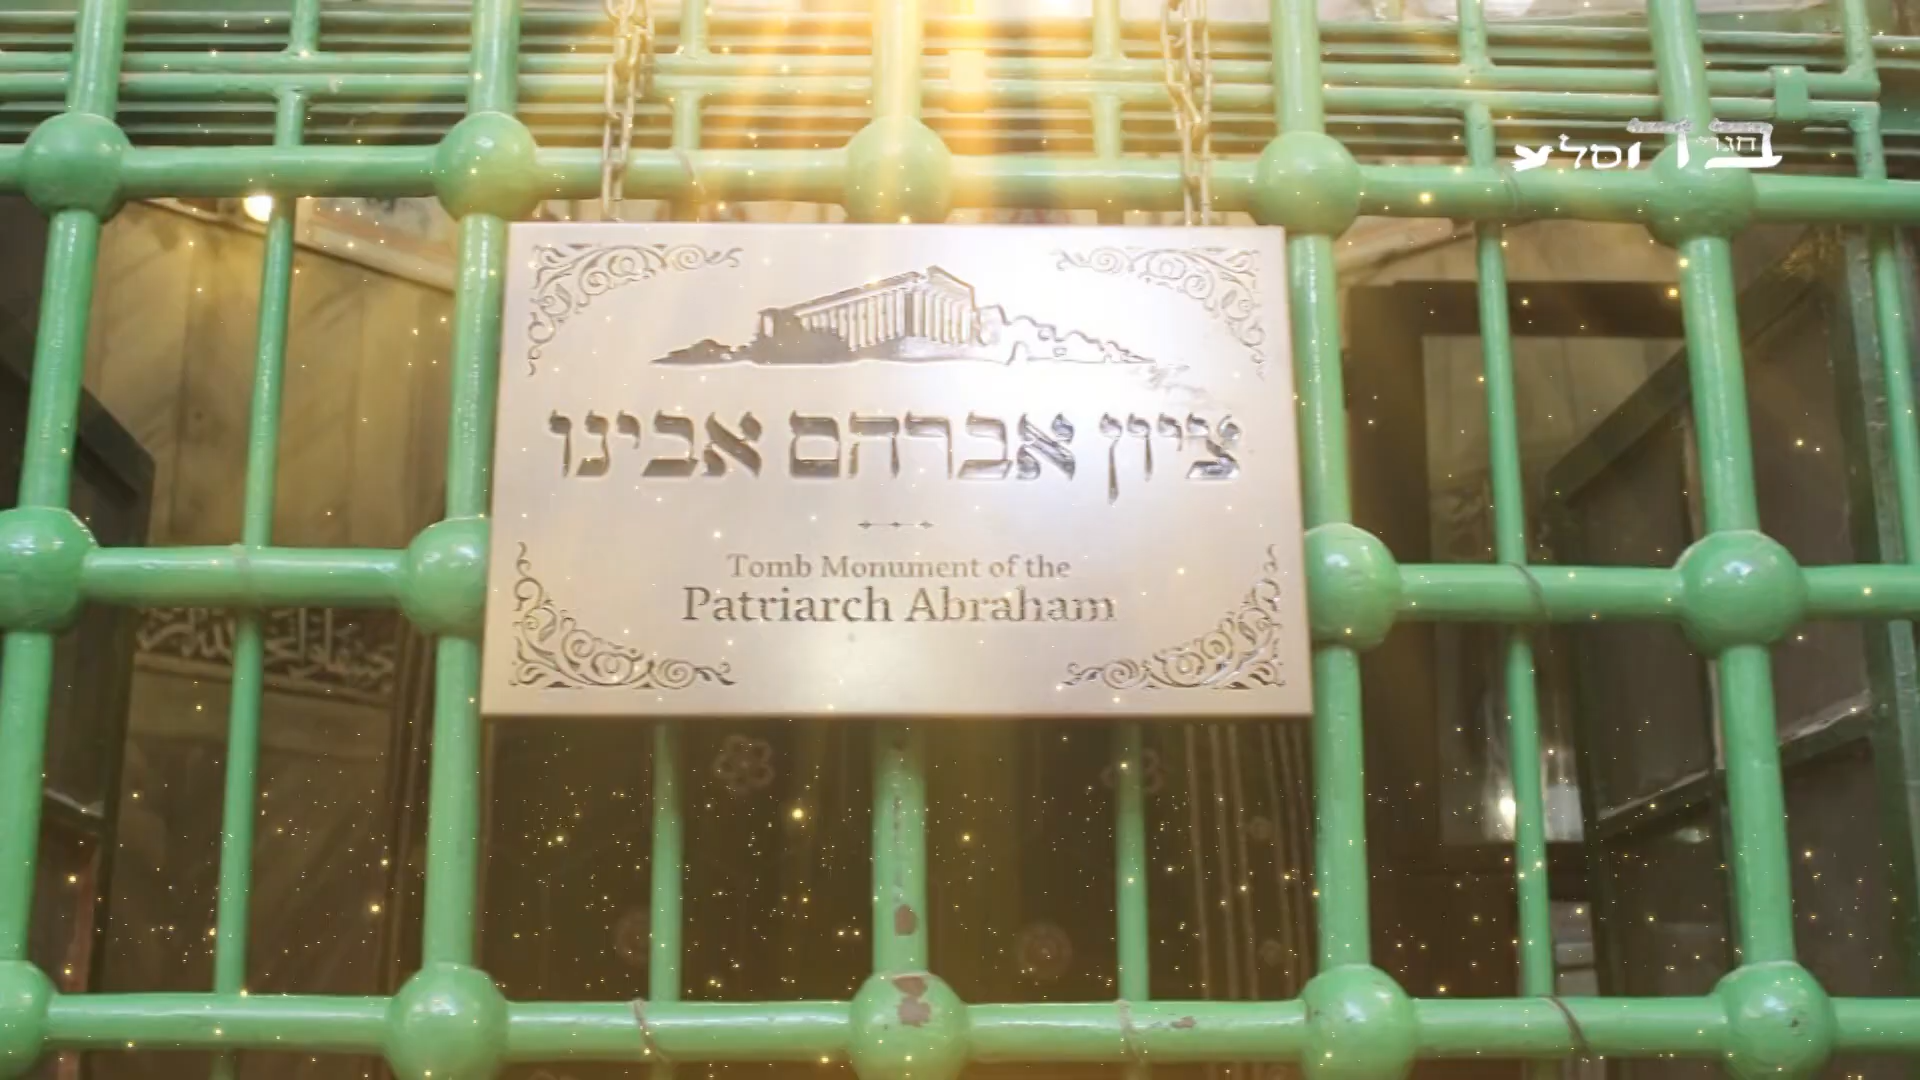 ציון אברהם אבינו
Tomb Monument of the
Patriarch Abraham